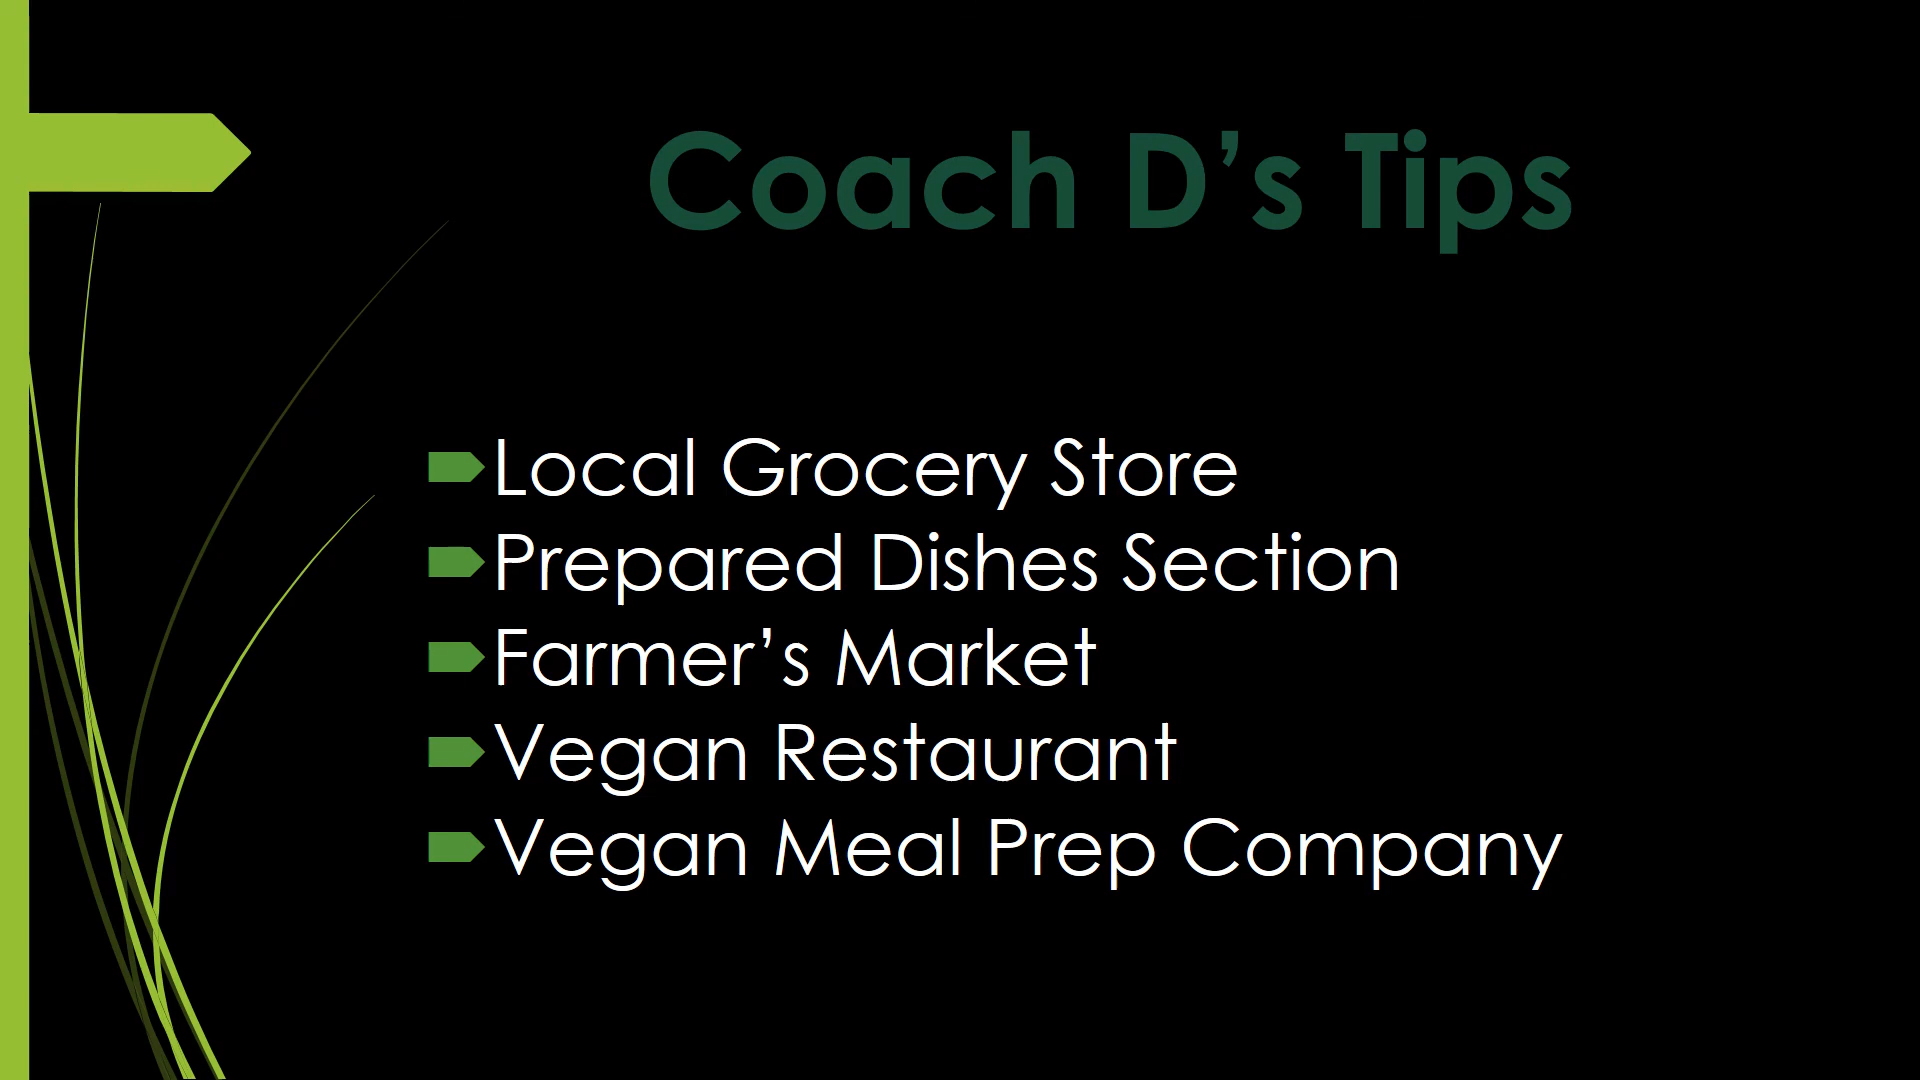 Coach D’s Tips
Local Grocery Store
Prepared Dishes Section
Farmer’s Market
Vegan Restaurant
Vegan Meal Prep Company